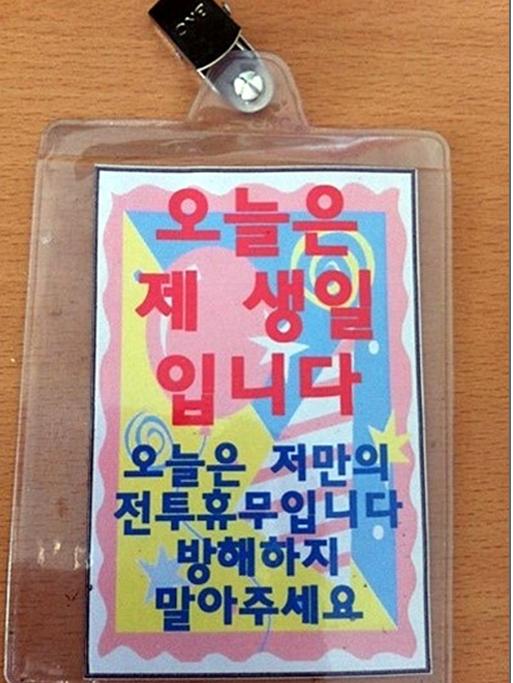 ONE
오늘은
제 생일
입니다
오늘은 저만의
전투휴무입니다
방해하지
말아주세요